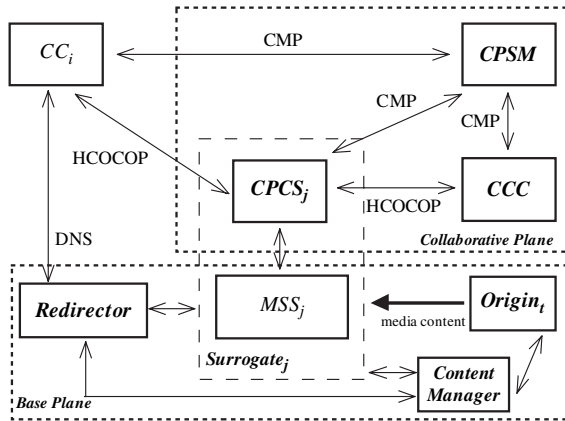 CMP
CC_i
CPSM
CMP
CMP
HCOCOP
CPCS_j
CCC
HCOCOP
DNS
Collaborative Plane
Redirector
MSS_j
Origin_t
media content
Surrogate_j
Content
Manager
Base Plane